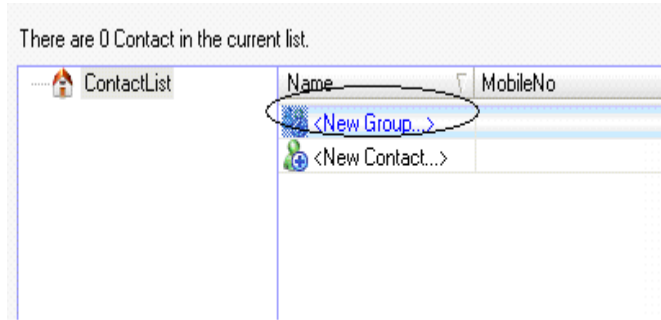 There are 0 Contact in the current list.
ContactList
Name MobileNo
<New Group...>
<New Contact...>